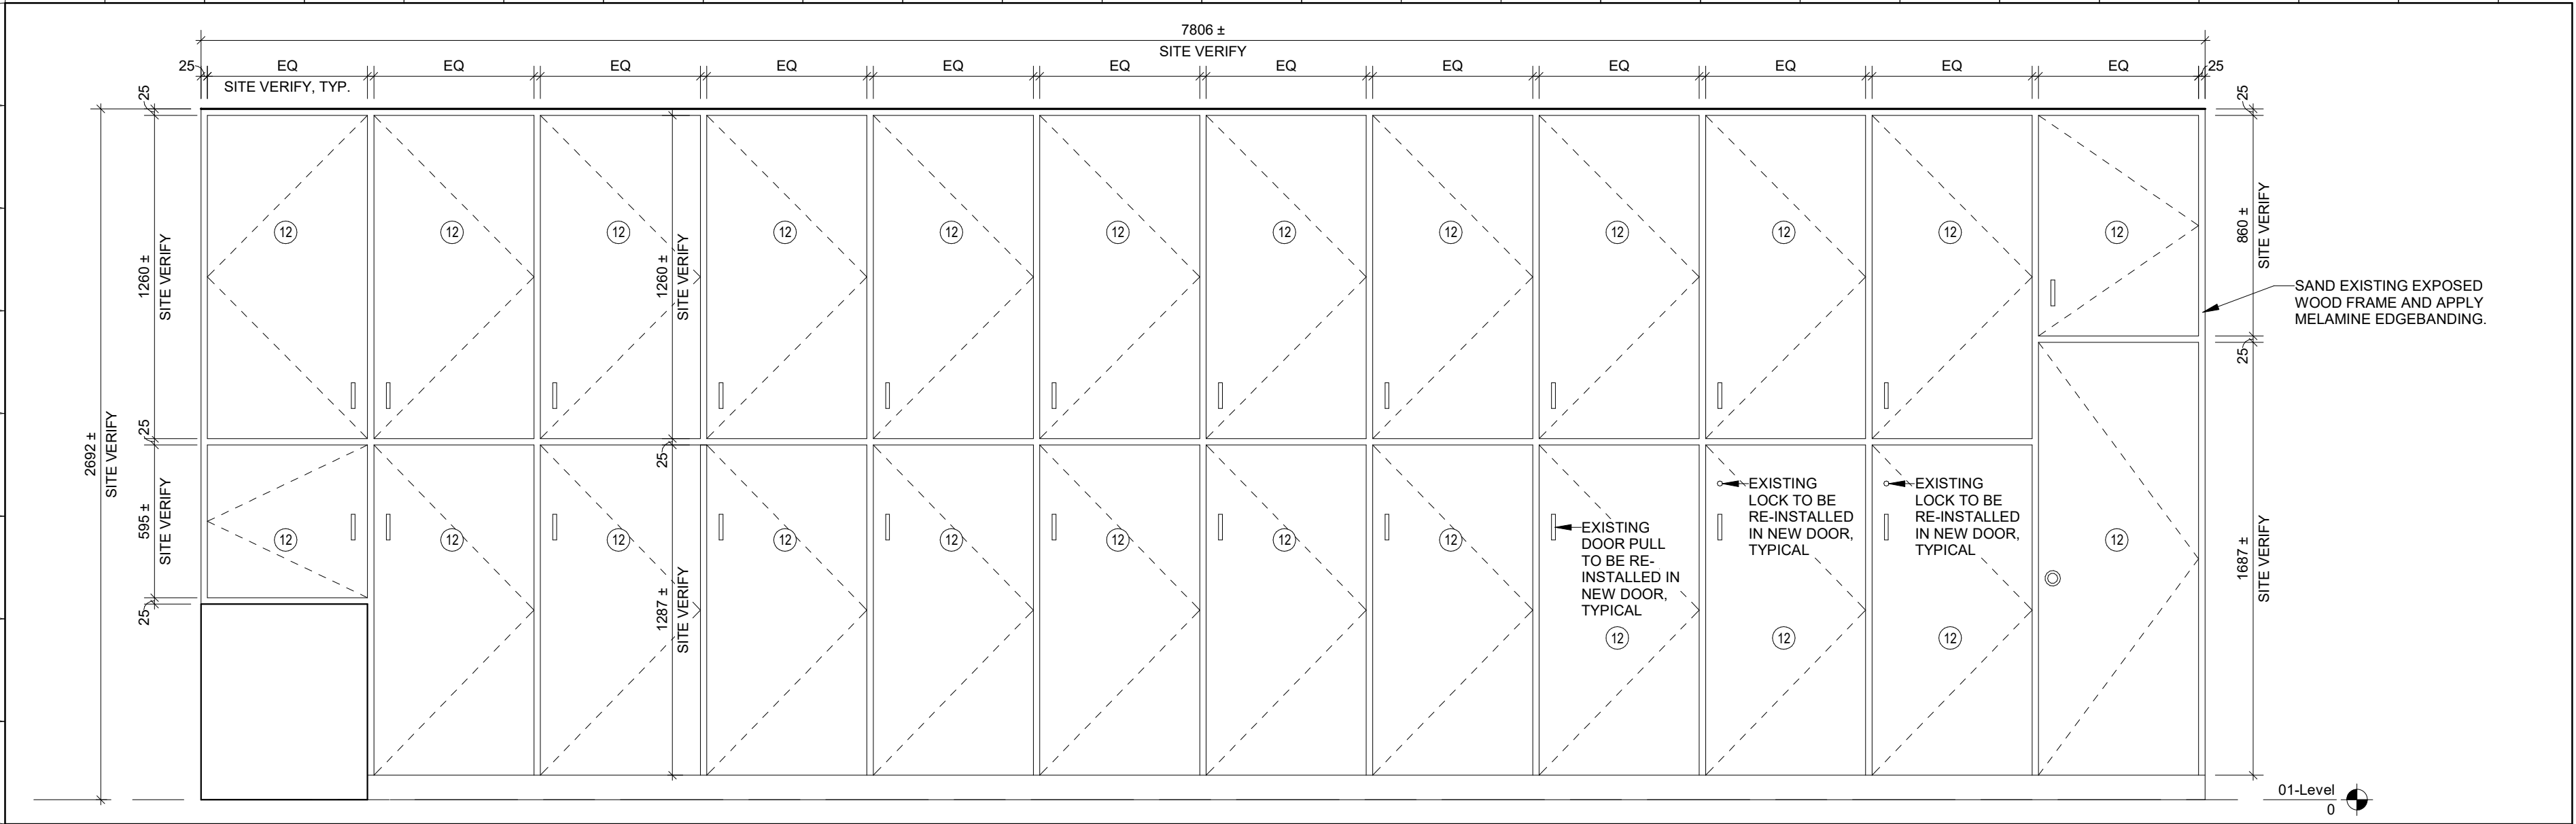 7806 ±
SITE VERIFY
25 EQ EQ EQ EQ EQ EQ EQ EQ EQ EQ EQ EQ 25
SITE VERIFY, TYP.
25
25
12 12 12 12 12 12 12 12 12 12 12 12
1260 ±
SITE VERIFY
1260 ±
SITE VERIFY
860 ±
SITE VERIFY
SAND EXISTING EXPOSED
WOOD FRAME AND APPLY
MELAMINE EDGEBANDING.
25
25
25
2692 ±
SITE VERIFY
595 ±
SITE VERIFY
12 12 12 12 12 12 12 12
EXISTING
DOOR PULL
TO BE RE-
INSTALLED IN
NEW DOOR,
TYPICAL
12
EXISTING
LOCK TO BE
RE-INSTALLED
IN NEW DOOR,
TYPICAL
12
EXISTING
LOCK TO BE
RE-INSTALLED
IN NEW DOOR,
TYPICAL
12
12
1687 ±
SITE VERIFY
1287 ±
SITE VERIFY
25
01-Level
0